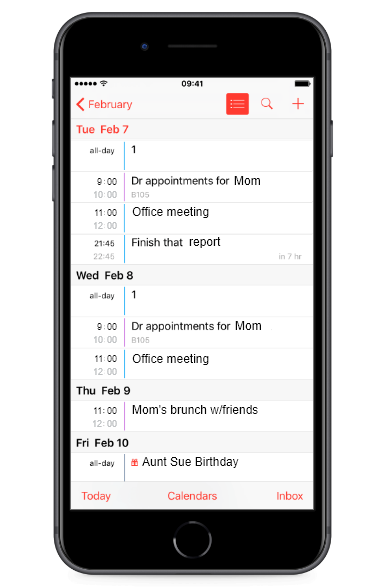 09:41
February
Tue Feb 7
all-day 1
9:00 Dr appointments for Mom
10:00 B105
11:00 Office meeting
12:00
21:45 Finish that report
22:45 in 7 hr
Wed Feb 8
all-day 1
9:00 Dr appointments for Mom
10:00 B105
11:00 Office meeting
12:00
Thu Feb 9
11:00 Mom's brunch w/friends
12:00
Fri Feb 10
all-day Aunt Sue Birthday
Today Calendars Inbox